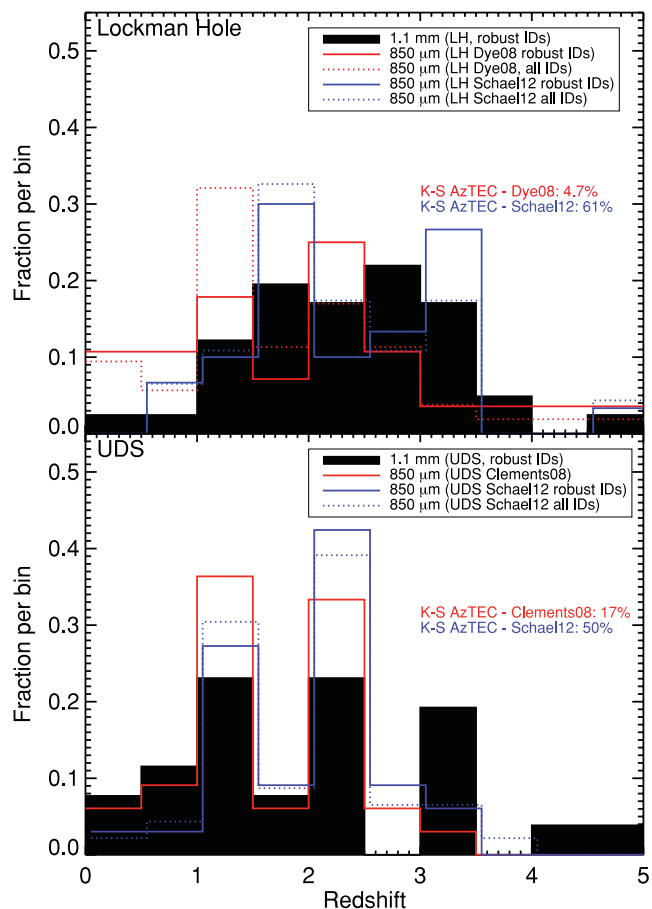 Lockman Hole
1.1 mm (LH, robust IDs)
850 μm (LH Dye08 robust IDs)
850 μm (LH Dye08, all IDs)
850 μm (LH Schael12 robust IDs)
850 μm (LH Schael12 all IDs)
K-S AzTEC - Dye08: 4.7%
K-S AzTEC - Schael12: 61%
Fraction per bin
0.5
0.4
0.3
0.2
0.1
0.0
UDS
1.1 mm (UDS, robust IDs)
850 μm (UDS Clements08)
850 μm (UDS Schael12 robust IDs)
850 μm (UDS Schael12 all IDs)
K-S AzTEC - Clements08: 17%
K-S AzTEC - Schael12: 50%
Fraction per bin
0.5
0.4
0.3
0.2
0.1
0.0
0 1 2 3 4 5
Redshift